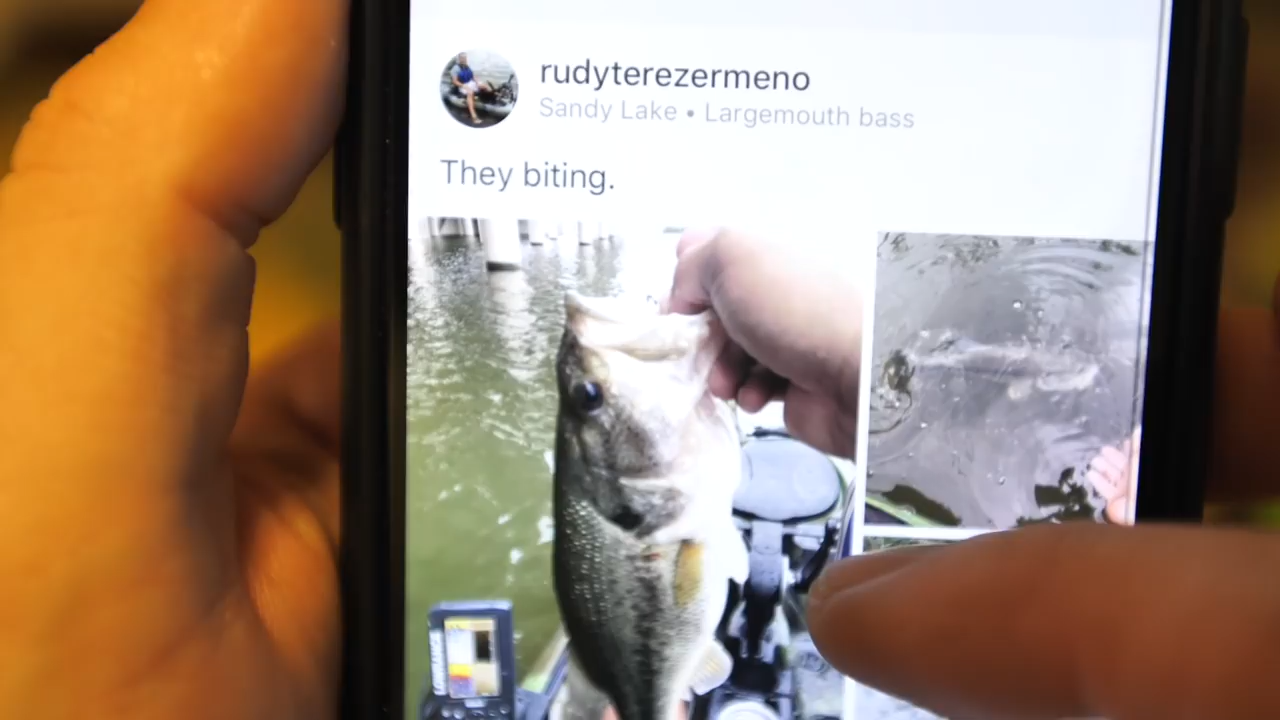 rudyterezermeno
Sandy Lake • Largemouth bass
They biting.